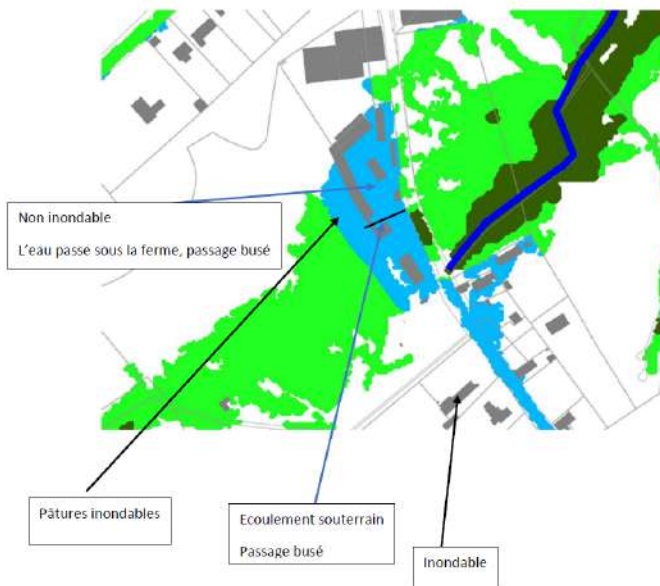 Non inondable
L'eau passe sous la ferme, passage busé
Pâtures inondables
Ecoulement souterrain
Passage busé
Inondable